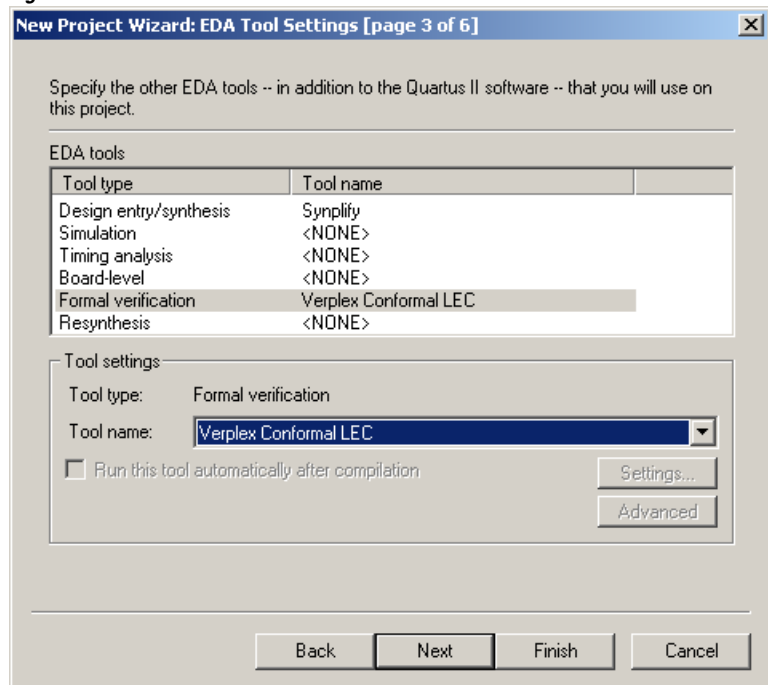 New Project Wizard: EDA Tool Settings [page 3 of 6]
Specify the other EDA tools -- in addition to the Quartus II software -- that you will use on
this project.
EDA tools
Tool type Tool name
Design entry/synthesis Synplify
Simulation <NONE>
Timing analysis <NONE>
Board-level <NONE>
Formal verification Verplex Conformal LEC
Resynthesis <NONE>
Tool settings
Tool type: Formal verification
Tool name: Verplex Conformal LEC
Run this tool automatically after compilation Settings...
Advanced
Back Next Finish Cancel